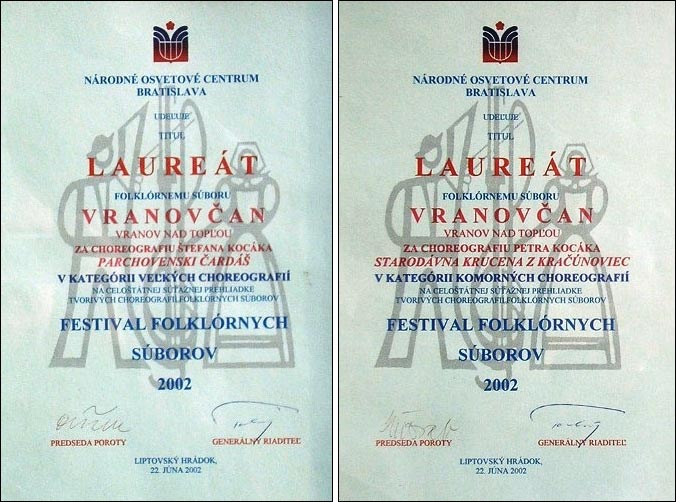 NÁRODNÉ OSVETOVÉ CENTRUM
BRATISLAVA
UDEĽUJE
TITUL
LAUREÁT
FOLKLÓRNEMU SÚBORU
VRANOVČAN
VRANOV NAD TOPĽOU
ZA CHOREOGRAFIU ŠTEFANA KOCÁKA
PARCHOVENSKI ČARDÁŠ
V KATEGÓRII VEĽKÝCH CHOREOGRAFIÍ
NA CELOŠTÁTNEJ SÚŤAŽNEJ PREHLIADKE
TVORIVÝCH CHOREOGRAFIÍ FOLKLÓRNYCH SÚBOROV
FESTIVAL FOLKLÓRNYCH
SÚBOROV
2002
PREDSEDA POROTY GENERÁLNY RIADITEĽ
LIPTOVSKÝ HRÁDOK,
22. JÚNA 2002
NÁRODNÉ OSVETOVÉ CENTRUM
BRATISLAVA
UDEĽUJE
TITUL
LAUREÁT
FOLKLÓRNEMU SÚBORU
VRANOVČAN
VRANOV NAD TOPĽOU
ZA CHOREOGRAFIU PETRA KOCÁKA
STARODÁVNA KRUCENA Z KRAČÚNOVIEC
V KATEGÓRII KOMORNÝCH CHOREOGRAFIÍ
NA CELOŠTÁTNEJ SÚŤAŽNEJ PREHLIADKE
TVORIVÝCH CHOREOGRAFIÍ FOLKLÓRNYCH SÚBOROV
FESTIVAL FOLKLÓRNYCH
SÚBOROV
2002
PREDSEDA POROTY GENERÁLNY RIADITEĽ
LIPTOVSKÝ HRÁDOK,
22. JÚNA 2002